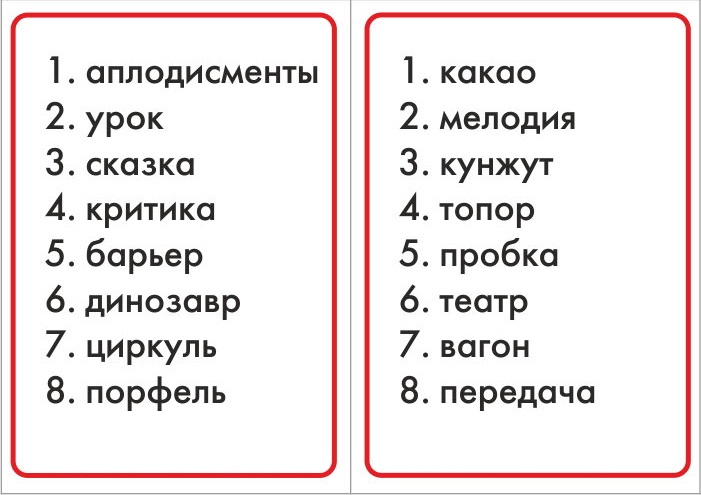 1. аплодисменты
2. урок
3. сказка
4. критика
5. барьер
6. динозавр
7. циркуль
8. порфель
1. какао
2. мелодия
3. кунжут
4. топор
5. пробка
6. театр
7. вагон
8. передача